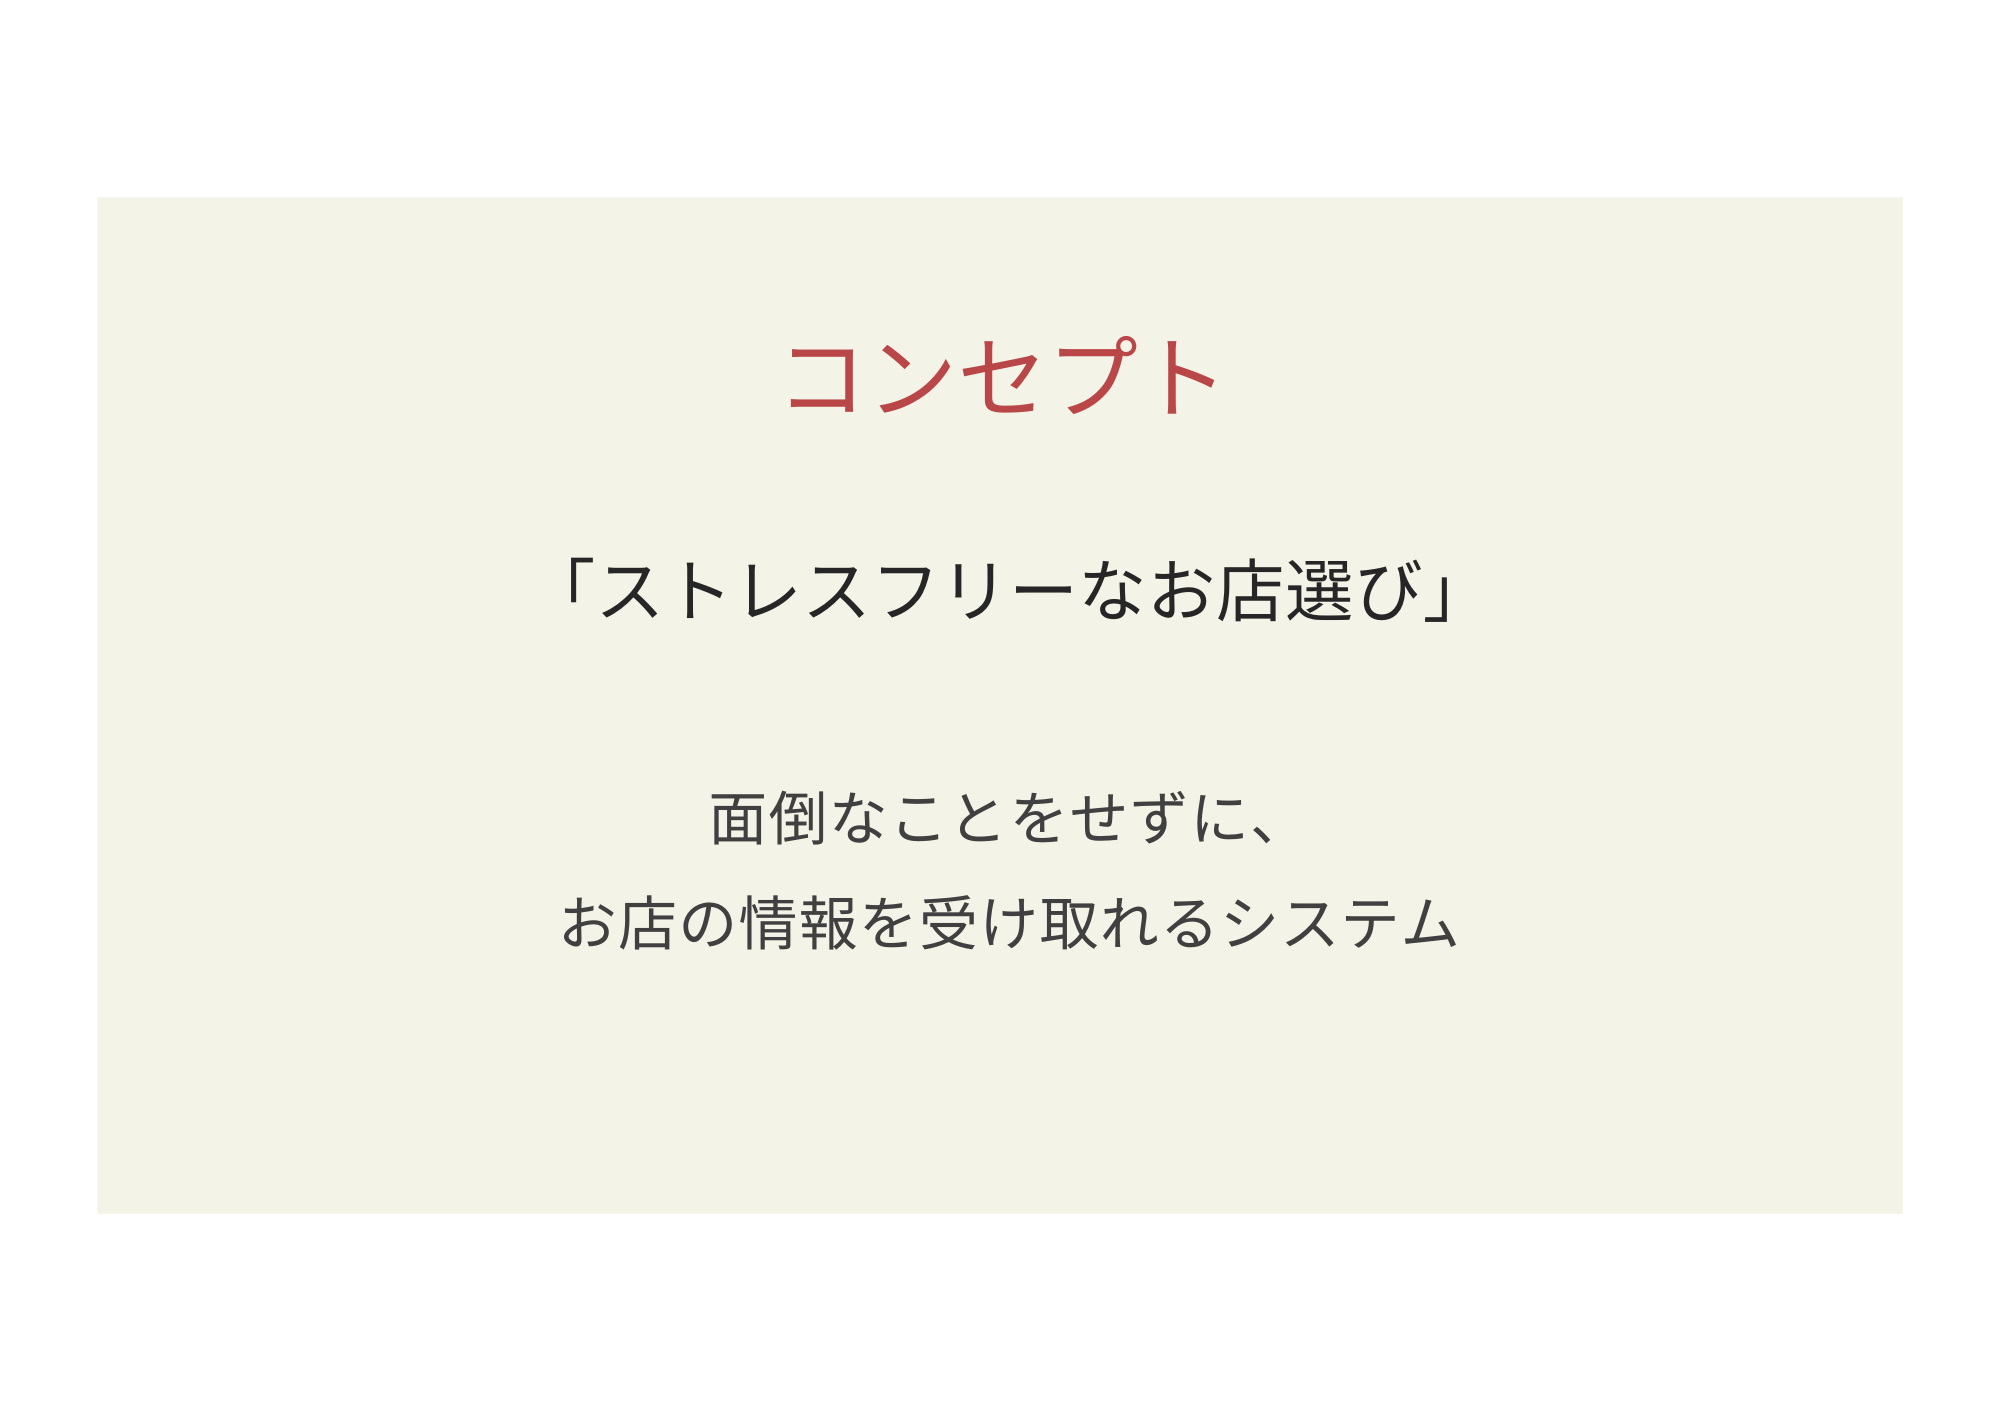 コンセプト
「ストレスフリーなお店選び」
面倒なことをせずに、
お店の情報を受け取れるシステム